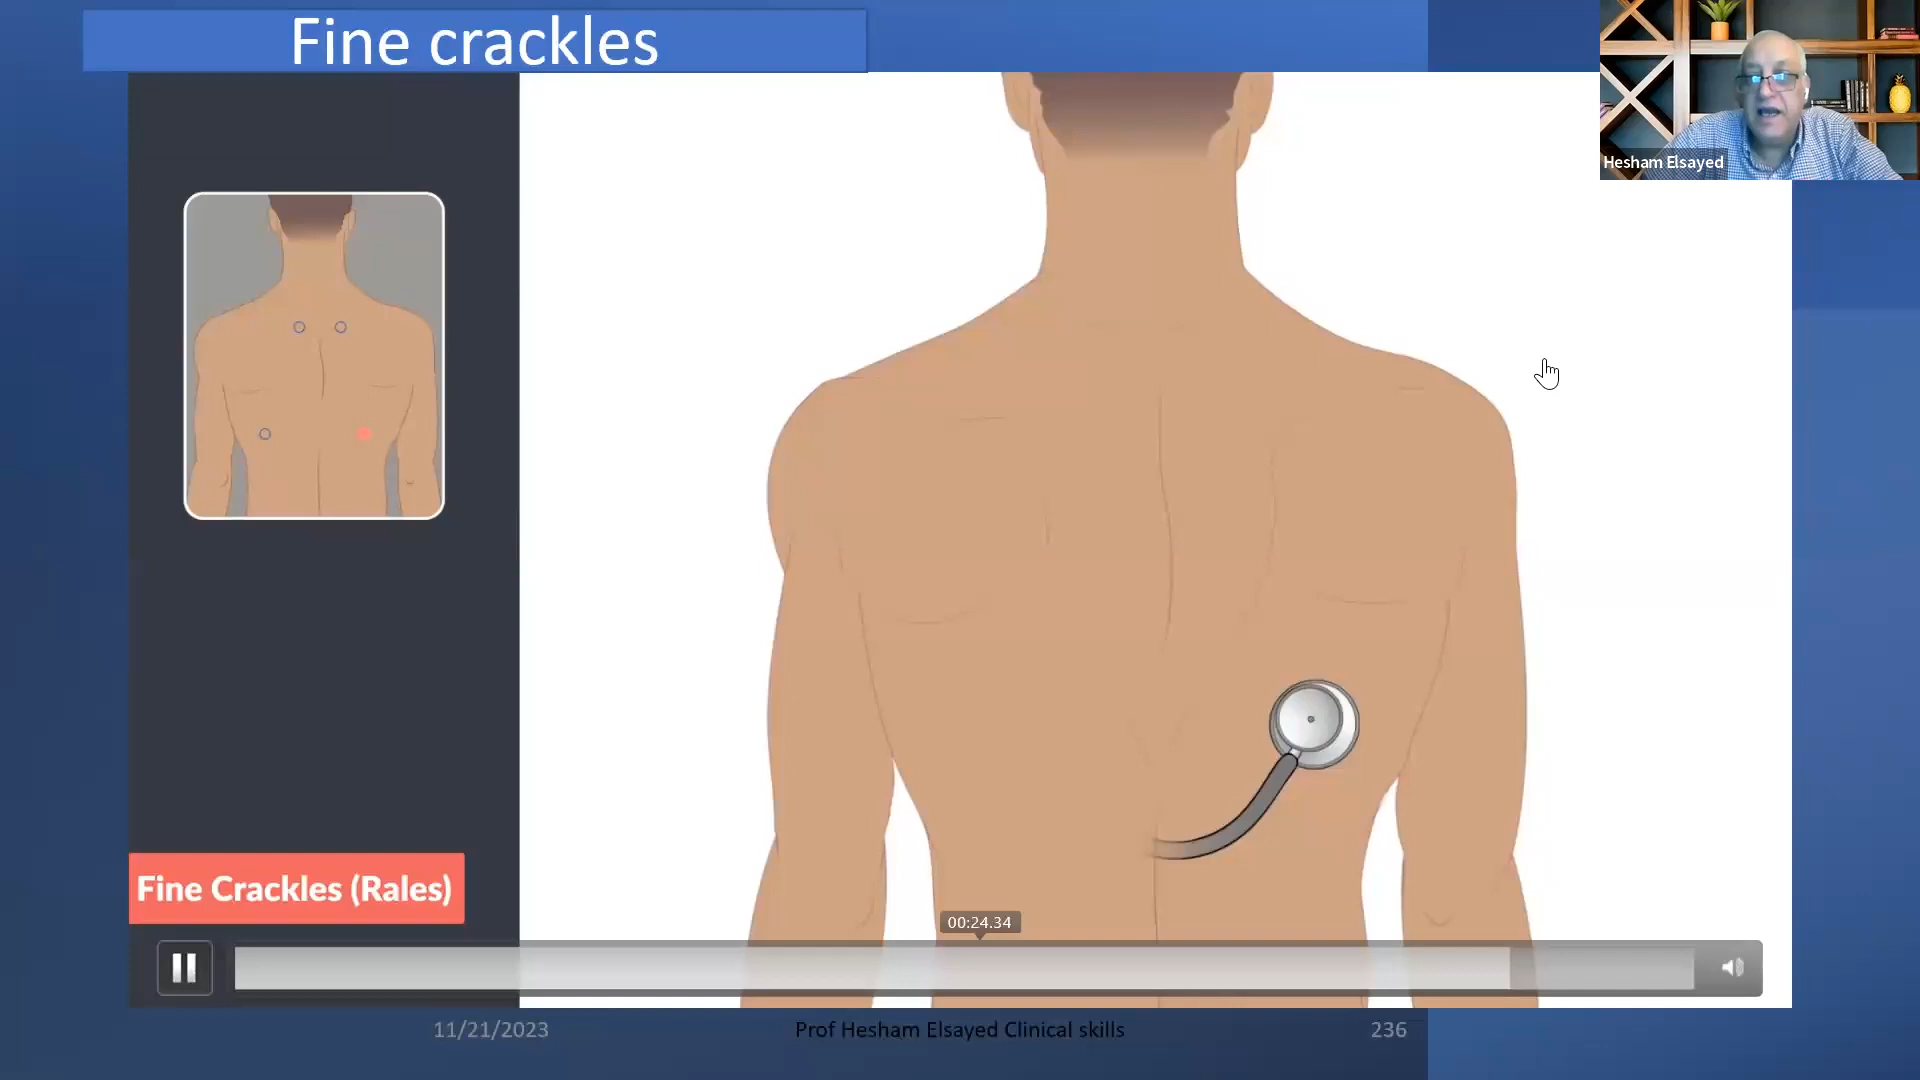 Fine crackles
Hesham Elsayed
Fine Crackles (Rales)
00:24.34
11/21/2023
Prof Hesham Elsayed Clinical skills
236